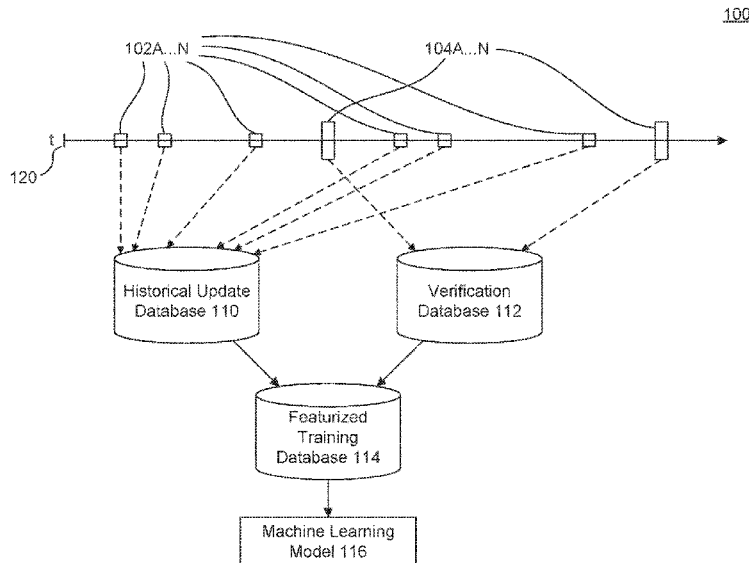 100
102A...N
104A...N
t
120
Historical Update
Database 110
Verification
Database 112
Featurized
Training
Database 114
Machine Learning
Model 116